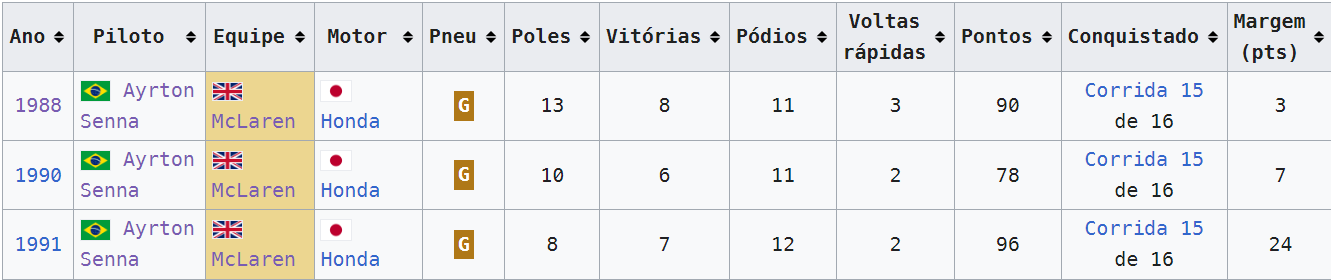 Ano Piloto Equipe Motor Pneu Poles Vitórias Pódios Voltas rápidas Pontos Conquistado Margem (pts)
1988 Ayrton Senna McLaren Honda G 13 8 11 3 90 Corrida 15 de 16 3
1990 Ayrton Senna McLaren Honda G 10 6 11 2 78 Corrida 15 de 16 7
1991 Ayrton Senna McLaren Honda G 8 7 12 2 96 Corrida 15 de 16 24